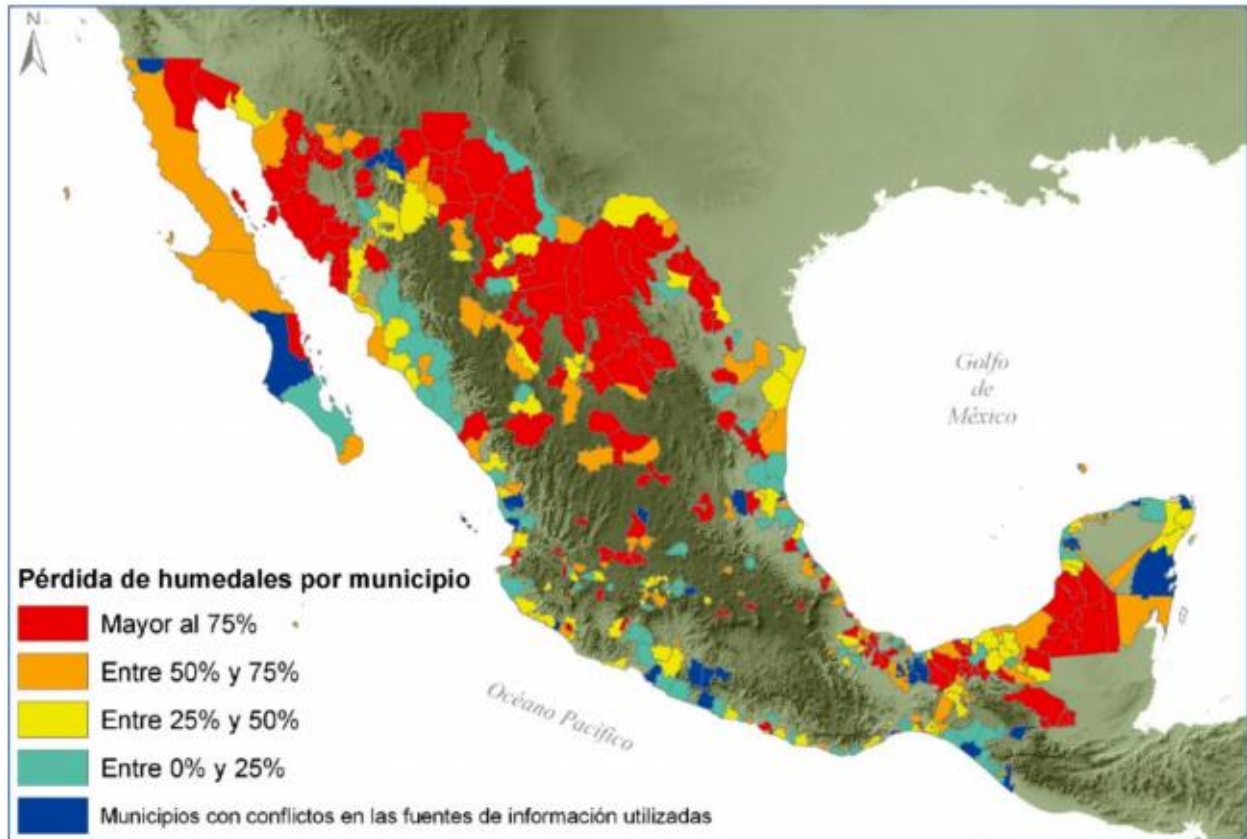 N
Golfo
de
México
Pérdida de humedales por municipio
Mayor al 75%
Entre 50% y 75%
Entre 25% y 50%
Entre 0% y 25%
Municipios con conflictos en las fuentes de información utilizadas
Océano Pacífico